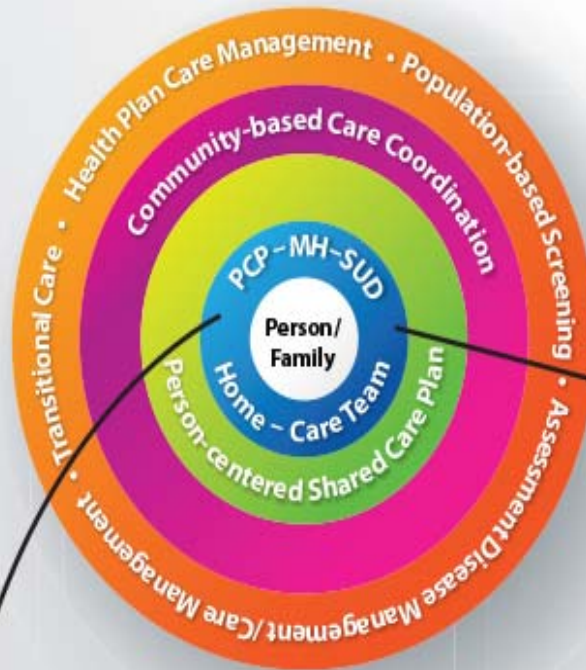 Health Plan Care Management • Population-based Screening • Assessment Disease Management/Care Management • Transitional Care •
Community-based Care Coordination
PCP – MH – SUD
Person/
Family
Home – Care Team
Person-centered Shared Care Plan